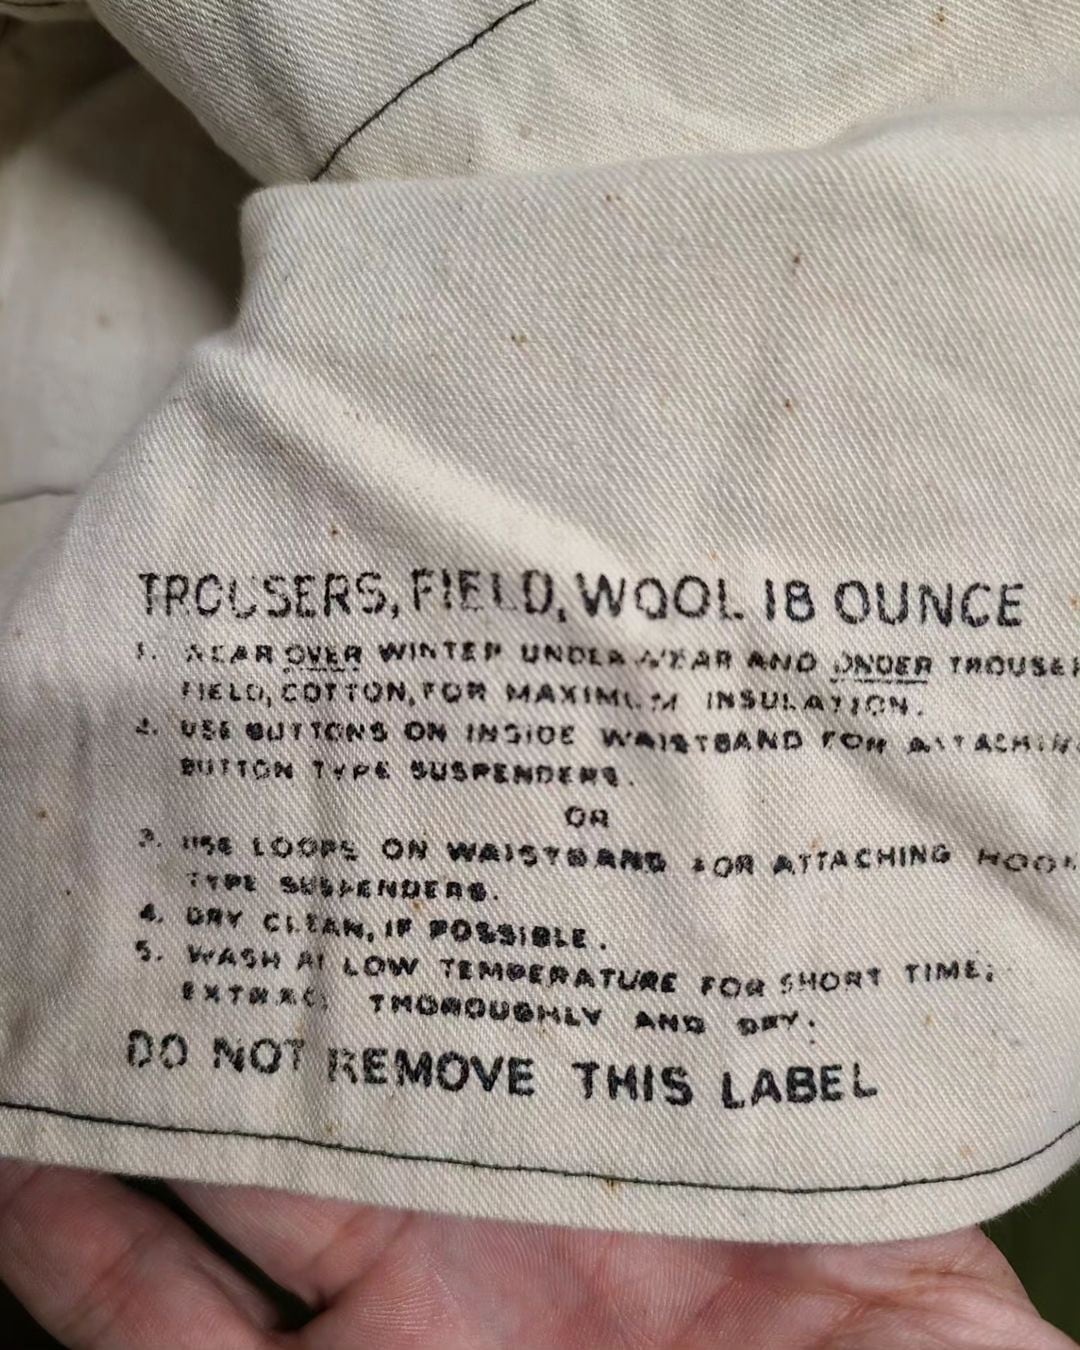 TROUSERS, FIELD, WOOL 18 OUNCE
1. WEAR OVER WINTER UNDERWEAR AND UNDER TROUSER
FIELD, COTTON, FOR MAXIMUM INSULATION.
2. USE BUTTONS ON INSIDE WAISTBAND FOR ATTACHING
BUTTON TYPE SUSPENDERS.
OR
3. USE LOOPS ON WAISTBAND FOR ATTACHING HOOK
TYPE SUSPENDERS.
4. DRY CLEAN, IF POSSIBLE.
5. WASH AT LOW TEMPERATURE FOR SHORT TIME;
EXTRACT THOROUGHLY AND DRY.
DO NOT REMOVE THIS LABEL